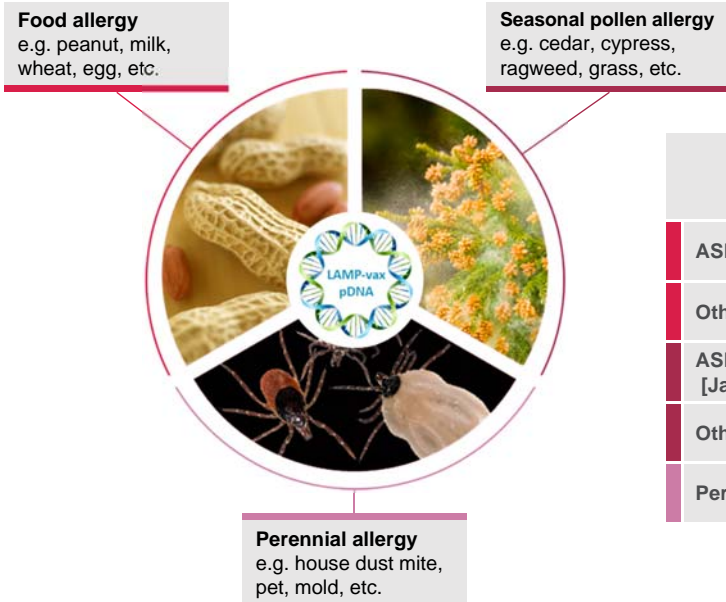 Food allergy
e.g. peanut, milk,
wheat, egg, etc.
Seasonal pollen allergy
e.g. cedar, cypress,
ragweed, grass, etc.
LAMP-vax
pDNA
Perennial allergy
e.g. house dust mite,
pet, mold, etc.